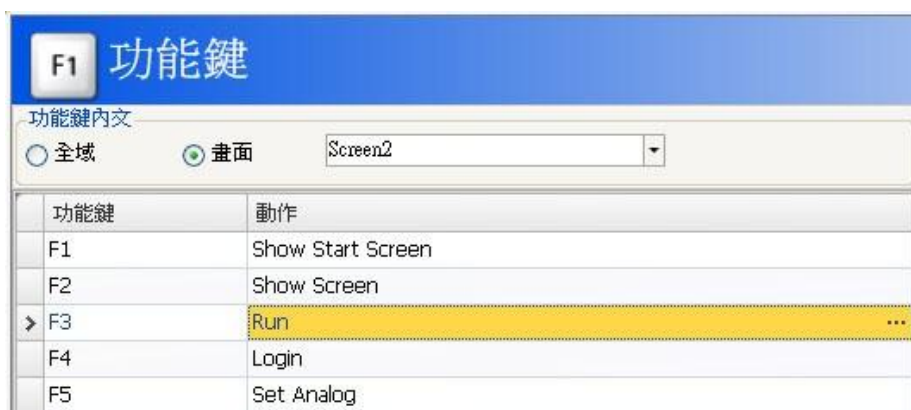 F1 功能鍵
功能鍵內文
全域 畫面 Screen2
功能鍵 動作
F1 Show Start Screen
F2 Show Screen
F3 Run ...
F4 Login
F5 Set Analog